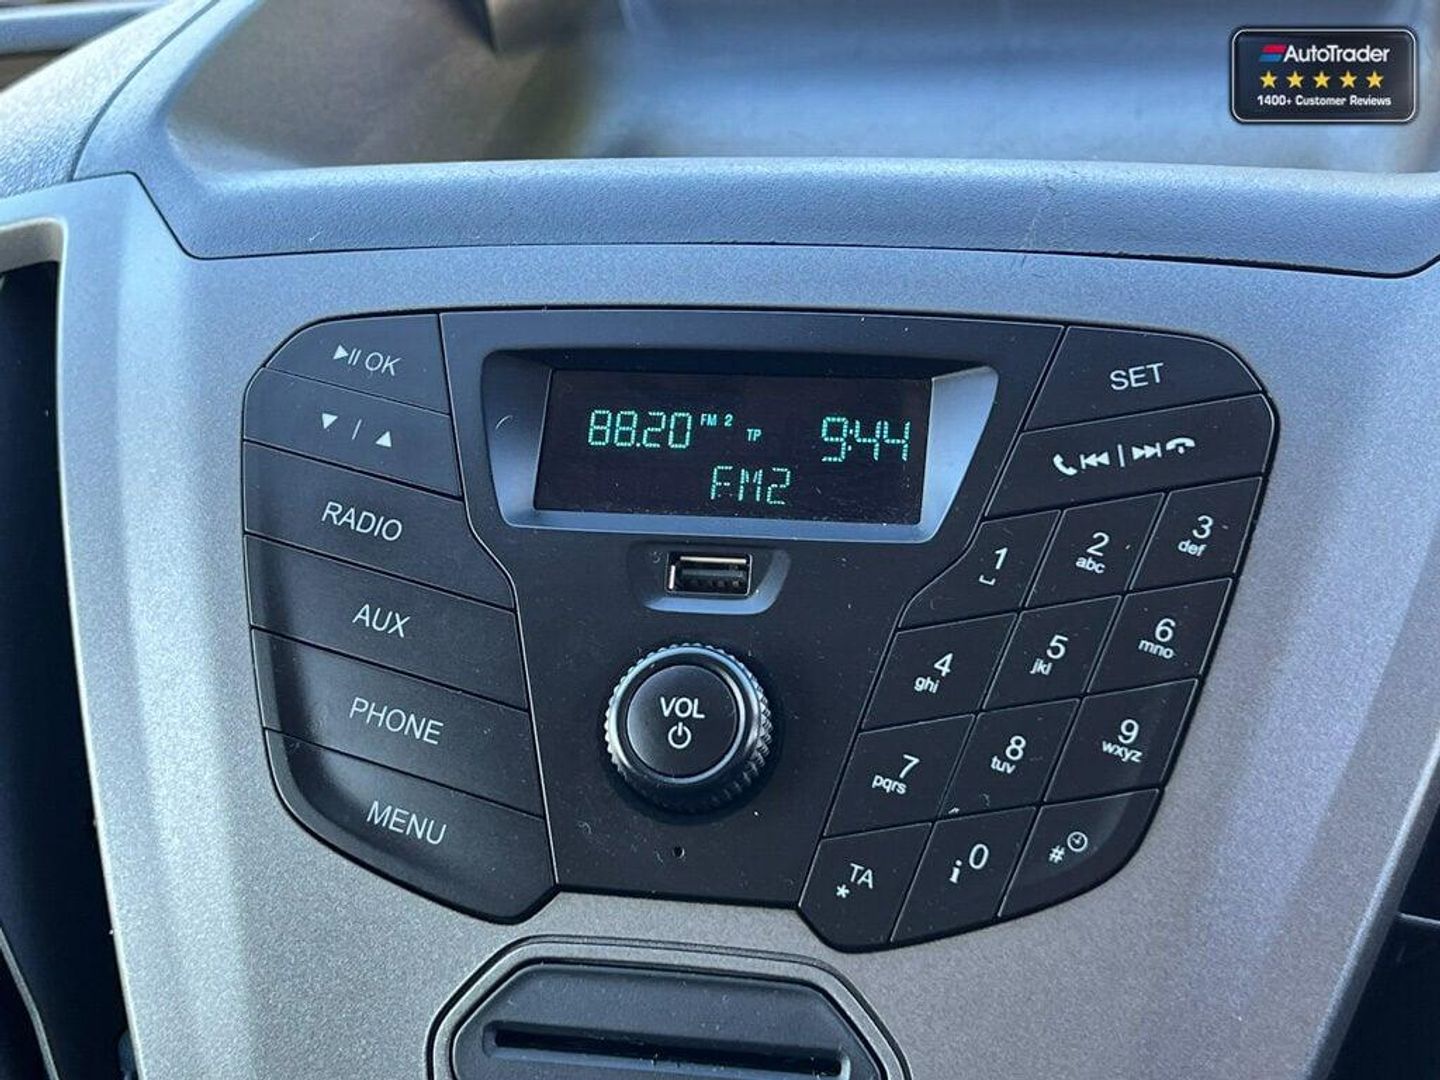 AutoTrader
1400+ Customer Reviews
OK
SET
88.20 FM 2 TP 9:44
FM2
RADIO
AUX
PHONE
MENU
VOL
1
2 abc
3 def
4 ghi
5 jkl
6 mno
7 pqrs
8 tuv
9 wxyz
* TA
i 0
#